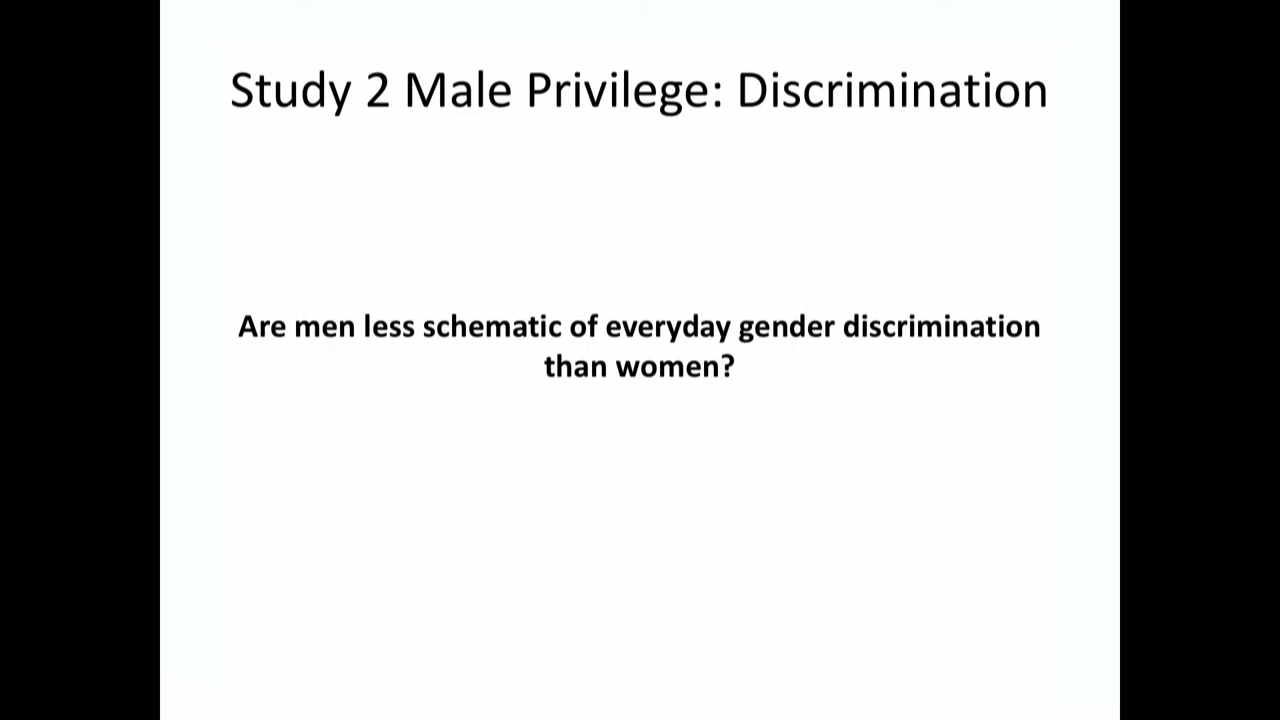 Study 2 Male Privilege: Discrimination
Are men less schematic of everyday gender discrimination
than women?